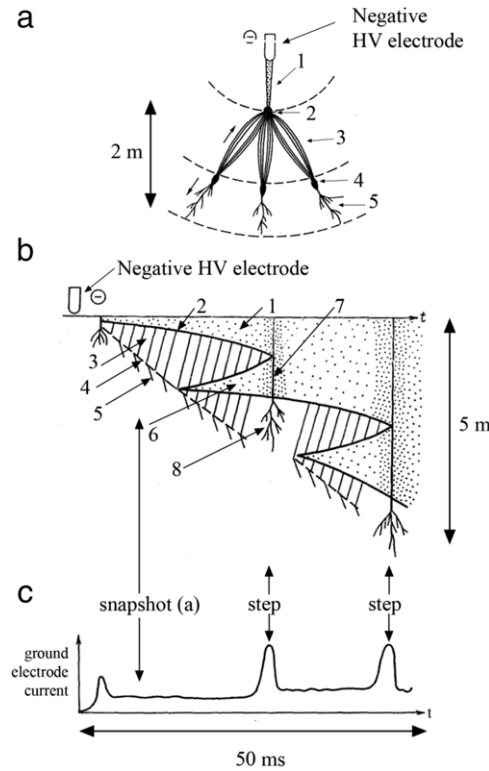 a
Negative
HV electrode
⊖
1
2
3
2 m
4
5
b
Negative HV electrode
⊖
2
1
7
t
3
4
5
6
5 m
8
c
snapshot (a)
step
step
ground
electrode
current
t
50 ms